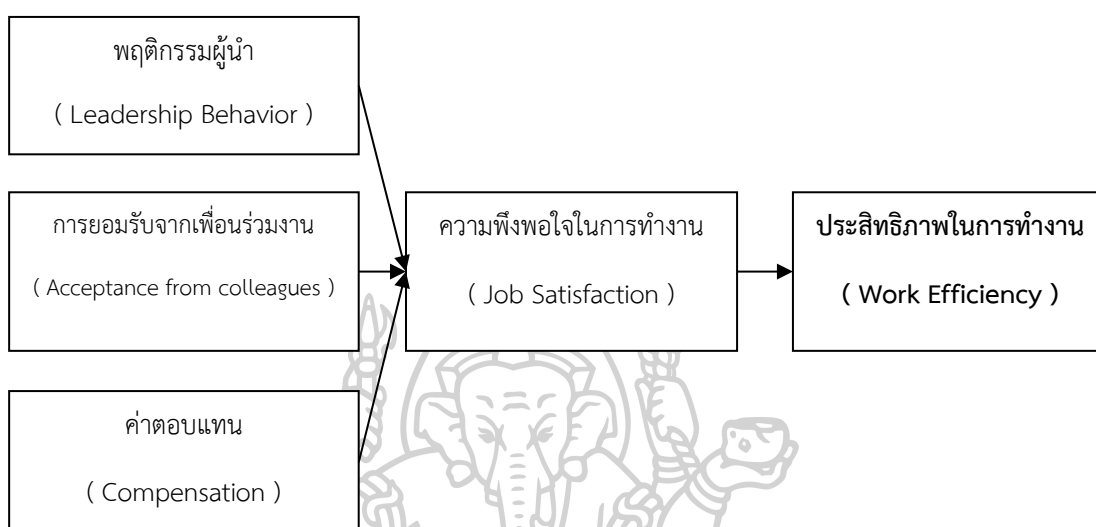 พฤติกรรมผู้นำ
( Leadership Behavior )
การยอมรับจากเพื่อนร่วมงาน
( Acceptance from colleagues )
ค่าตอบแทน
( Compensation )
ความพึงพอใจในการทำงาน
( Job Satisfaction )
ประสิทธิภาพในการทำงาน
( Work Efficiency )